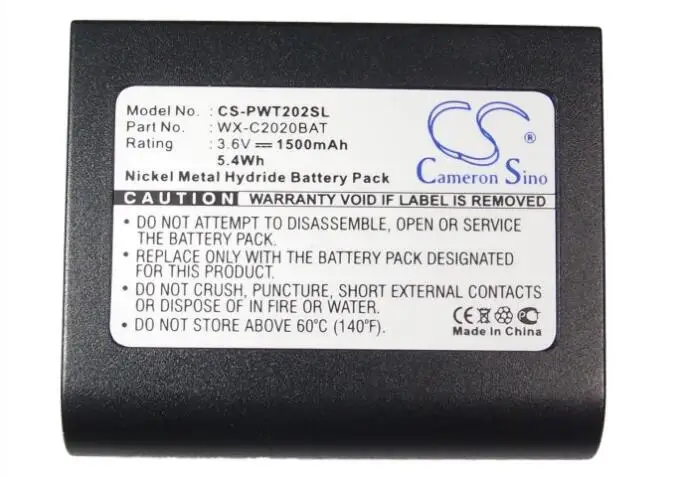 Model No. : CS-PWT202SL
Part No. : WX-C2020BAT
Rating : 3.6V 1500mAh
5.4Wh
Nickel Metal Hydride Battery Pack
CS ®
Cameron Sino
CAUTION WARRANTY VOID IF LABEL IS REMOVED
• DO NOT ATTEMPT TO DISASSEMBLE, OPEN OR SERVICE
THE BATTERY PACK.
• REPLACE ONLY WITH THE BATTERY PACK DESIGNATED
FOR THIS PRODUCT.
• DO NOT CRUSH, PUNCTURE, SHORT EXTERNAL CONTACTS
OR DISPOSE OF IN FIRE OR WATER.
• DO NOT STORE ABOVE 60°C (140°F).
CE
Made In China